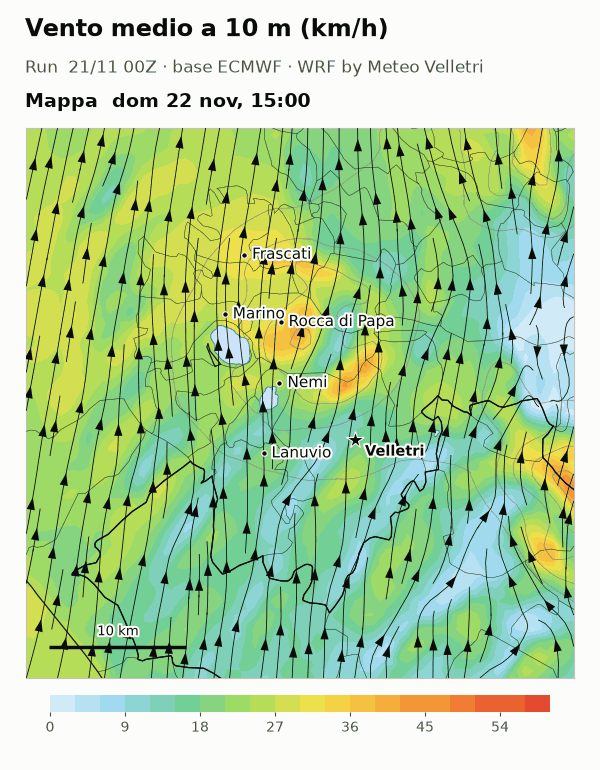 Vento medio a 10 m (km/h)
Run  21/11 00Z · base ECMWF · WRF by Meteo Velletri
Mappa  dom 22 nov, 15:00
Frascati
Marino
Rocca di Papa
Nemi
Velletri
Lanuvio
10 km
0 9 18 27 36 45 54